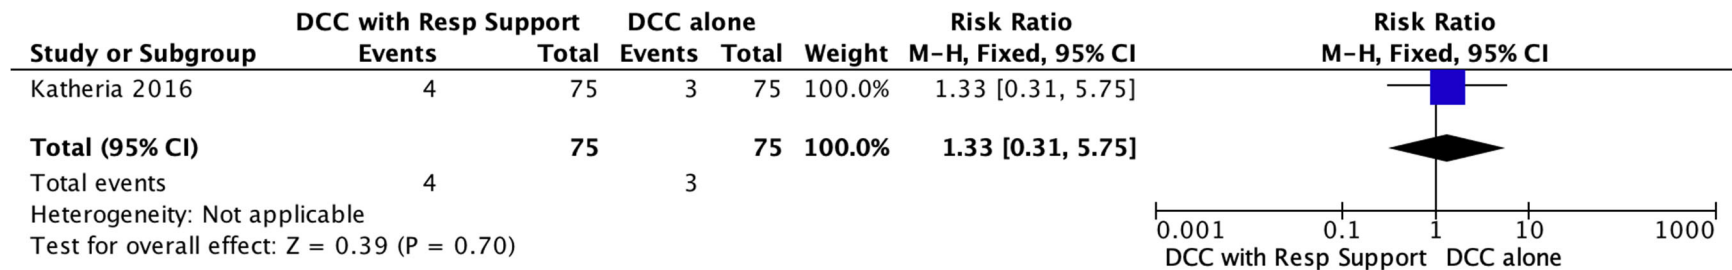 DCC with Resp Support DCC alone Risk Ratio Risk Ratio
Study or Subgroup Events Total Events Total Weight M-H, Fixed, 95% CI M-H, Fixed, 95% CI
Katheria 2016 4 75 3 75 100.0% 1.33 [0.31, 5.75]
Total (95% CI) 75 75 100.0% 1.33 [0.31, 5.75]
Total events 4 3
Heterogeneity: Not applicable
Test for overall effect: Z = 0.39 (P = 0.70)
0.001 0.1 1 10 1000
DCC with Resp Support DCC alone